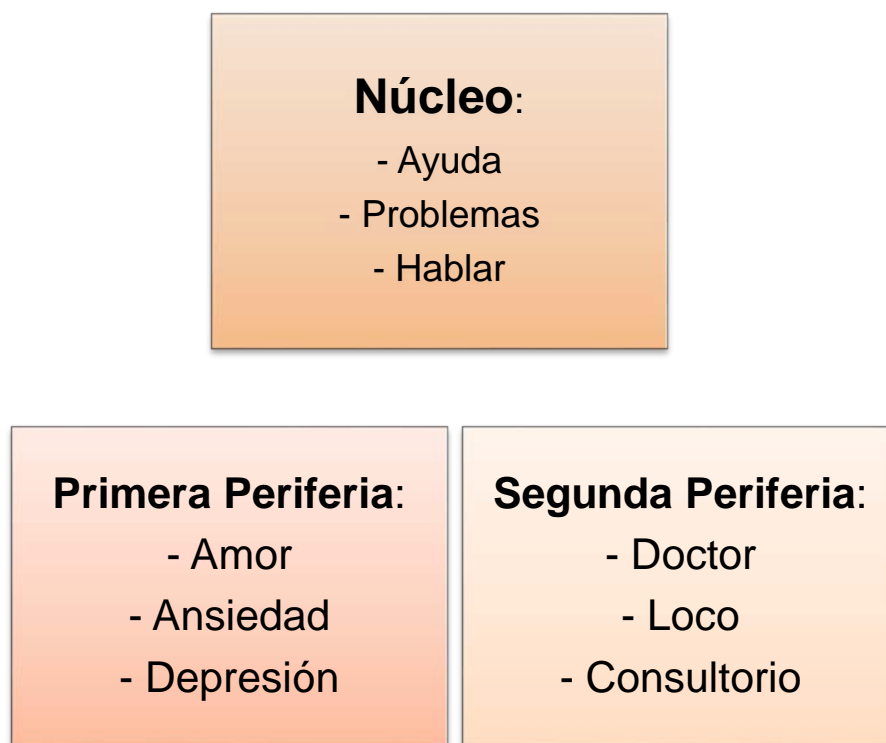 Núcleo:
- Ayuda
- Problemas
- Hablar
Primera Periferia:
- Amor
- Ansiedad
- Depresión
Segunda Periferia:
- Doctor
- Loco
- Consultorio